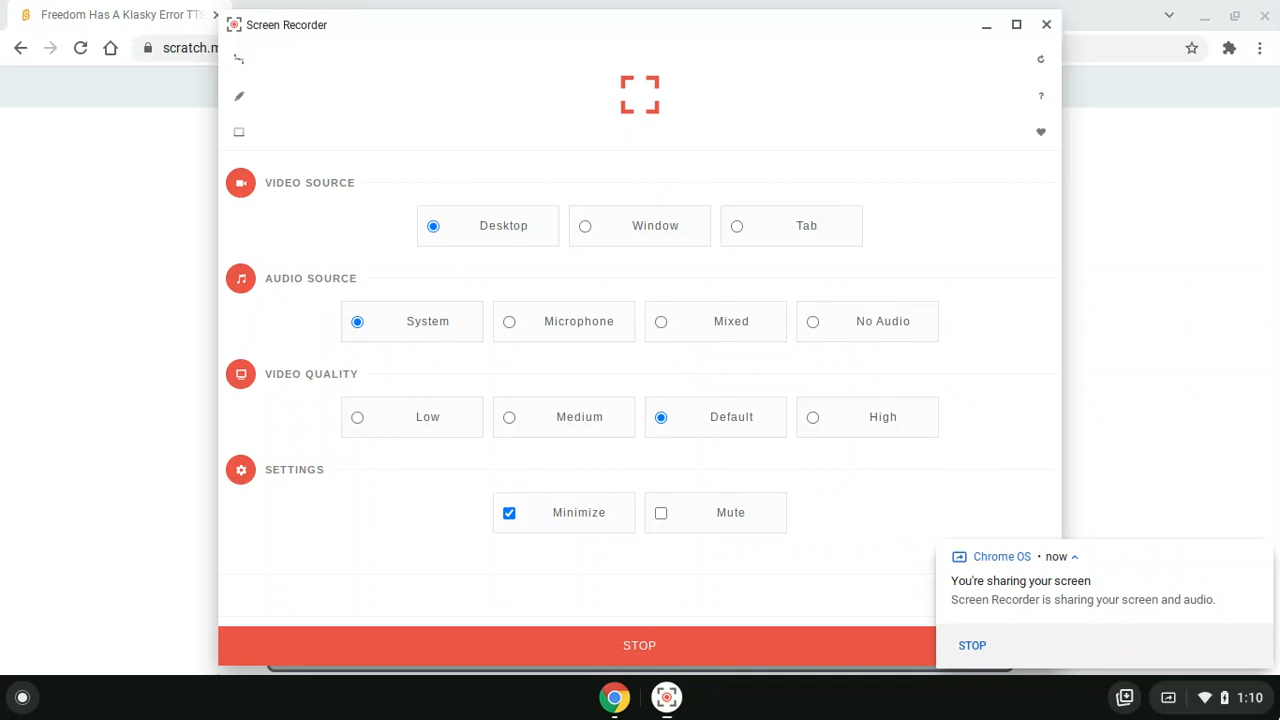 Freedom Has A Klasky Error TTS
Screen Recorder
scratch.m
?
VIDEO SOURCE
Desktop
Window
Tab
AUDIO SOURCE
System
Microphone
Mixed
No Audio
VIDEO QUALITY
Low
Medium
Default
High
SETTINGS
Minimize
Mute
Chrome OS • now
You're sharing your screen
Screen Recorder is sharing your screen and audio.
STOP
STOP
1:10